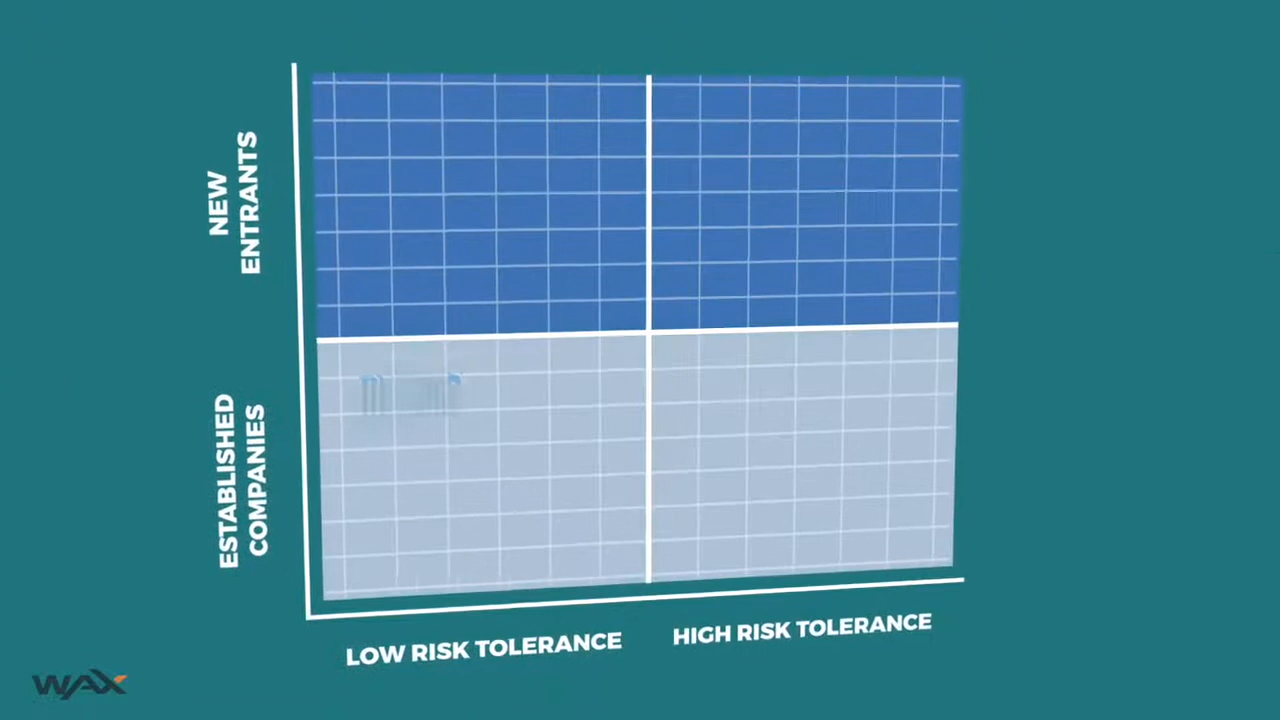 NEW
ENTRANTS
ESTABLISHED
COMPANIES
LOW RISK TOLERANCE
HIGH RISK TOLERANCE
WAX